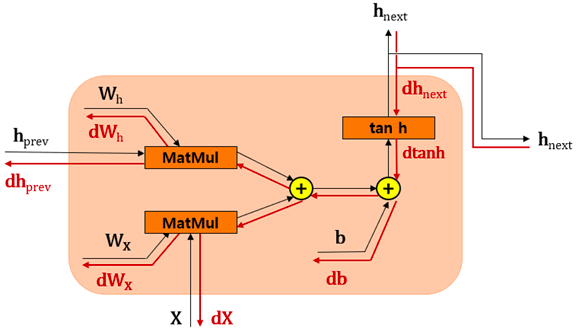 h_next
W_h
dh_next
dW_h
tan h
h_prev
h_next
MatMul
dtanh
dh_prev
+
+
MatMul
W_X
b
dW_X
db
X
dX